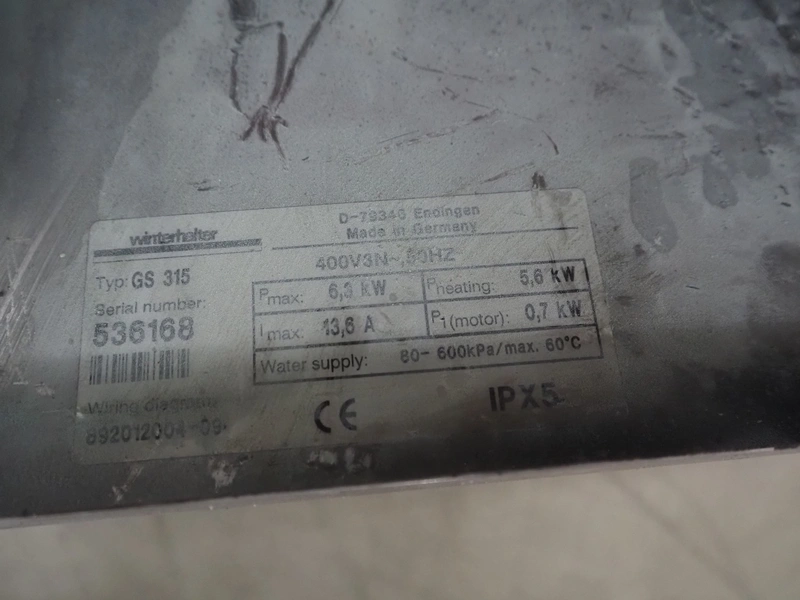 winterhalter
D-79346 Endingen
Made in Germany
Typ: GS 315
400V3N~,50HZ
Serial number:
536168
Pmax: 6,3 kW
Pheating: 5,6 kW
Imax: 13,6 A
P1(motor): 0,7 kW
Water supply: 80- 600kPa/max. 60°C
Wiring diagram
892012004-09
CE
IPX5